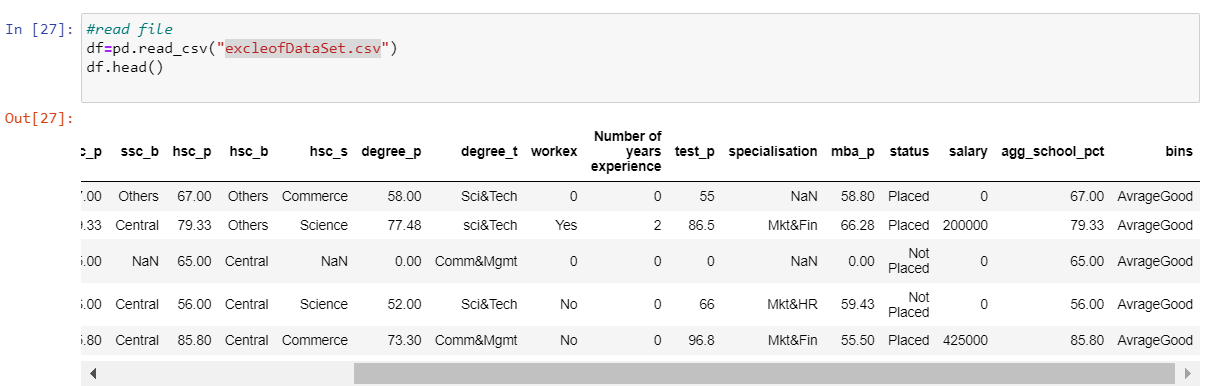 In [27]: #read file
df=pd.read_csv("excleofDataSet.csv")
df.head()
Out[27]:
c_p ssc_b hsc_p hsc_b hsc_s degree_p degree_t workex Number of years experience test_p specialisation mba_p status salary agg_school_pct bins
.00 Others 67.00 Others Commerce 58.00 Sci&Tech 0 0 55 NaN 58.80 Placed 0 67.00 AvrageGood
.33 Central 79.33 Others Science 77.48 sci&Tech Yes 2 86.5 Mkt&Fin 66.28 Placed 200000 79.33 AvrageGood
.00 NaN 65.00 Central NaN 0.00 Comm&Mgmt 0 0 0 NaN 0.00 Not Placed 0 65.00 AvrageGood
.00 Central 56.00 Central Science 52.00 Sci&Tech No 0 66 Mkt&HR 59.43 Not Placed 0 56.00 AvrageGood
.80 Central 85.80 Central Commerce 73.30 Comm&Mgmt No 0 96.8 Mkt&Fin 55.50 Placed 425000 85.80 AvrageGood